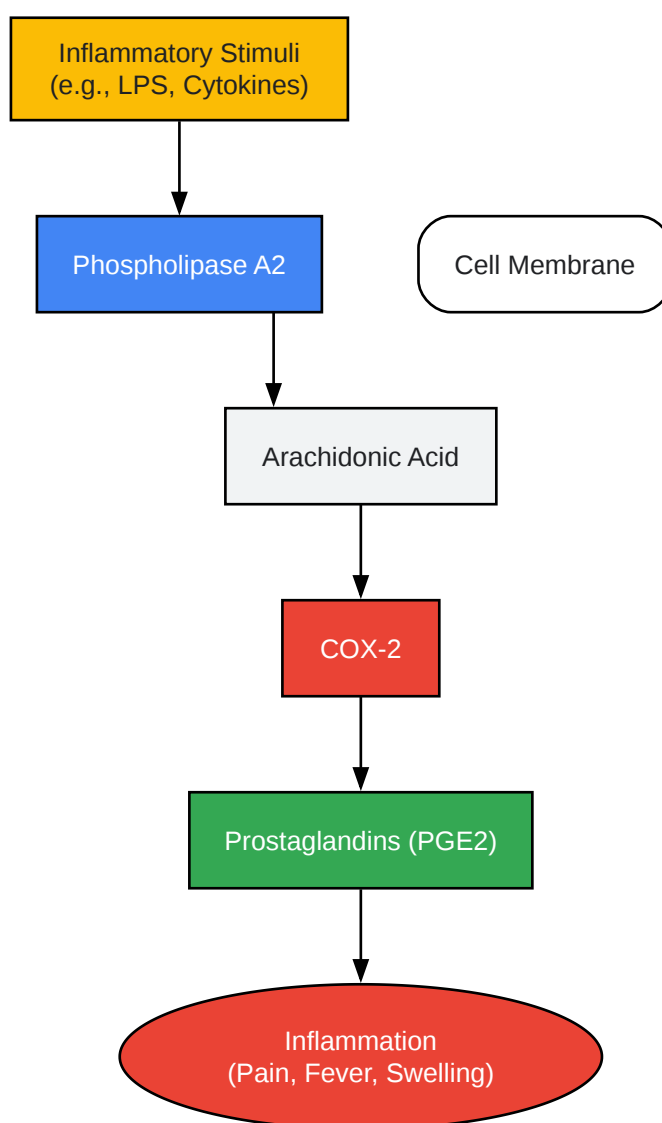 Inflammatory Stimuli
(e.g., LPS, Cytokines)
Phospholipase A2
Cell Membrane
Arachidonic Acid
COX-2
Prostaglandins (PGE2)
Inflammation
(Pain, Fever, Swelling)